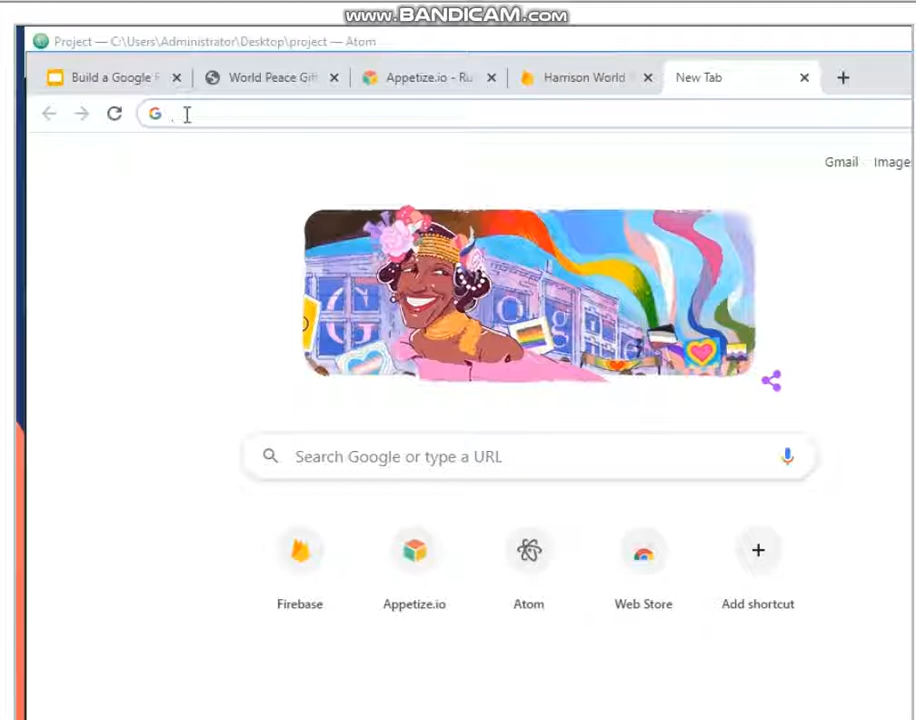 www.BANDICAM.com
Project — C:\Users\Administrator\Desktop\project — Atom
Build a Google F
World Peace Gift
Appetize.io - Ru
Harrison World
New Tab
Gmail Image
Search Google or type a URL
Firebase
Appetize.io
Atom
Web Store
Add shortcut